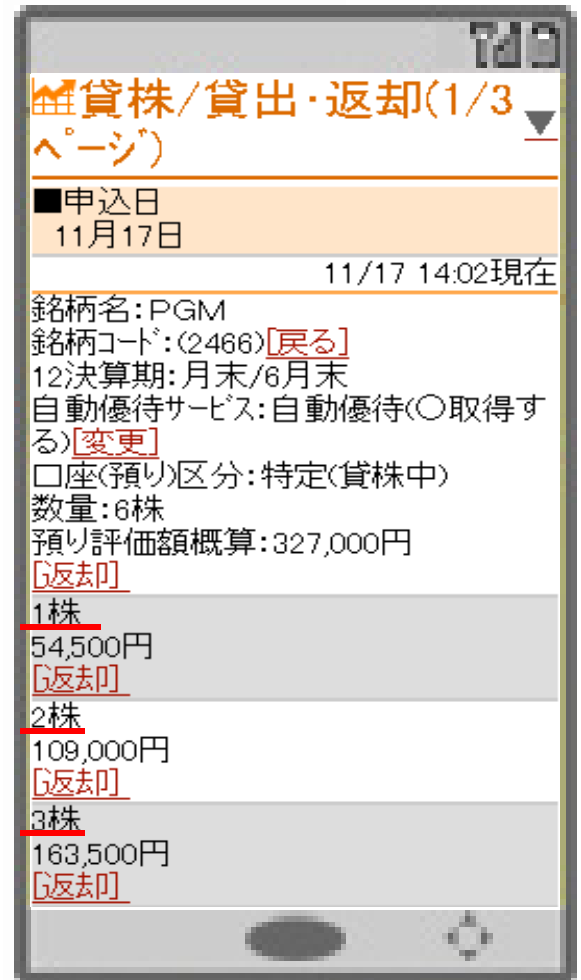 貸株/貸出・返却(1/3
ページ)
■申込日
11月17日
11/17 14:02現在
銘柄名:PGM
銘柄コード:(2466)[戻る]
12決算期:月末/6月末
自動優待サービス:自動優待(○取得す
る)[変更]
口座(預り)区分:特定(貸株中)
数量:6株
預り評価額概算:327,000円
[返却]
1株
54,500円
[返却]
2株
109,000円
[返却]
3株
163,500円
[返却]